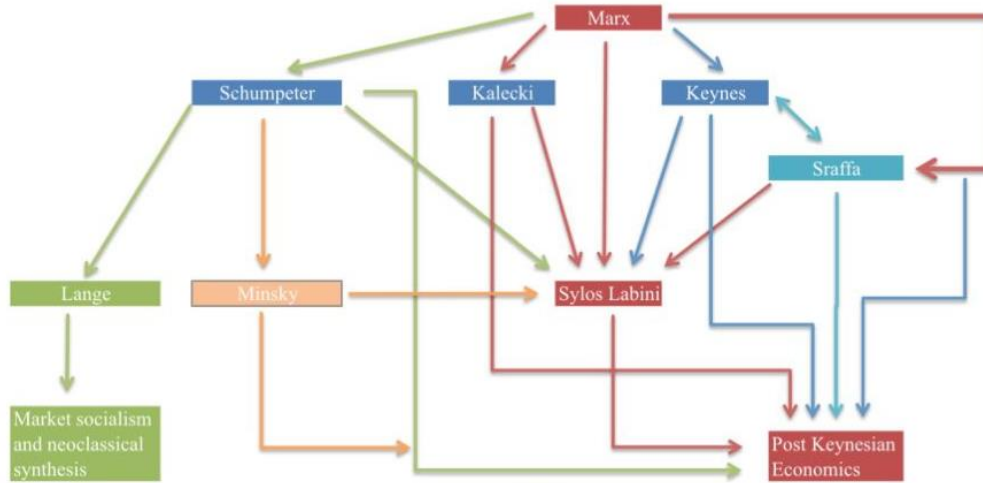 Marx
Schumpeter
Kalecki
Keynes
Sraffa
Lange
Minsky
Sylos Labini
Market socialism
and neoclassical
synthesis
Post Keynesian
Economics